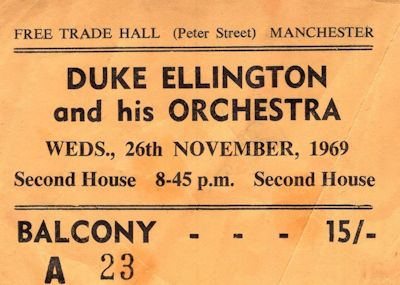 FREE TRADE HALL (Peter Street) MANCHESTER
DUKE ELLINGTON
and his ORCHESTRA
WEDS., 26th NOVEMBER, 1969
Second House 8-45 p.m. Second House
BALCONY - - - 15/-
A 23